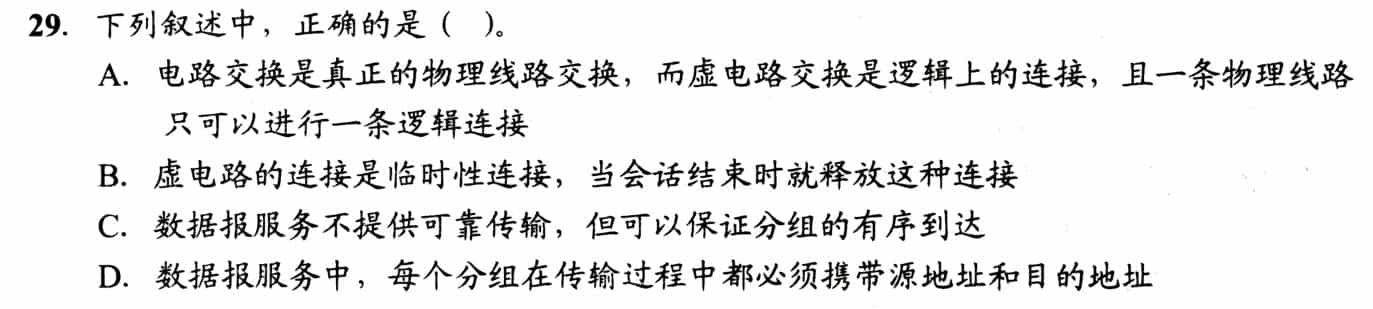 29. 下列叙述中，正确的是（ ）。
A. 电路交换是真正的物理线路交换，而虚电路交换是逻辑上的连接，且一条物理线路
只可以进行一条逻辑连接
B. 虚电路的连接是临时性连接，当会话结束时就释放这种连接
C. 数据报服务不提供可靠传输，但可以保证分组的有序到达
D. 数据报服务中，每个分组在传输过程中都必须携带源地址和目的地址